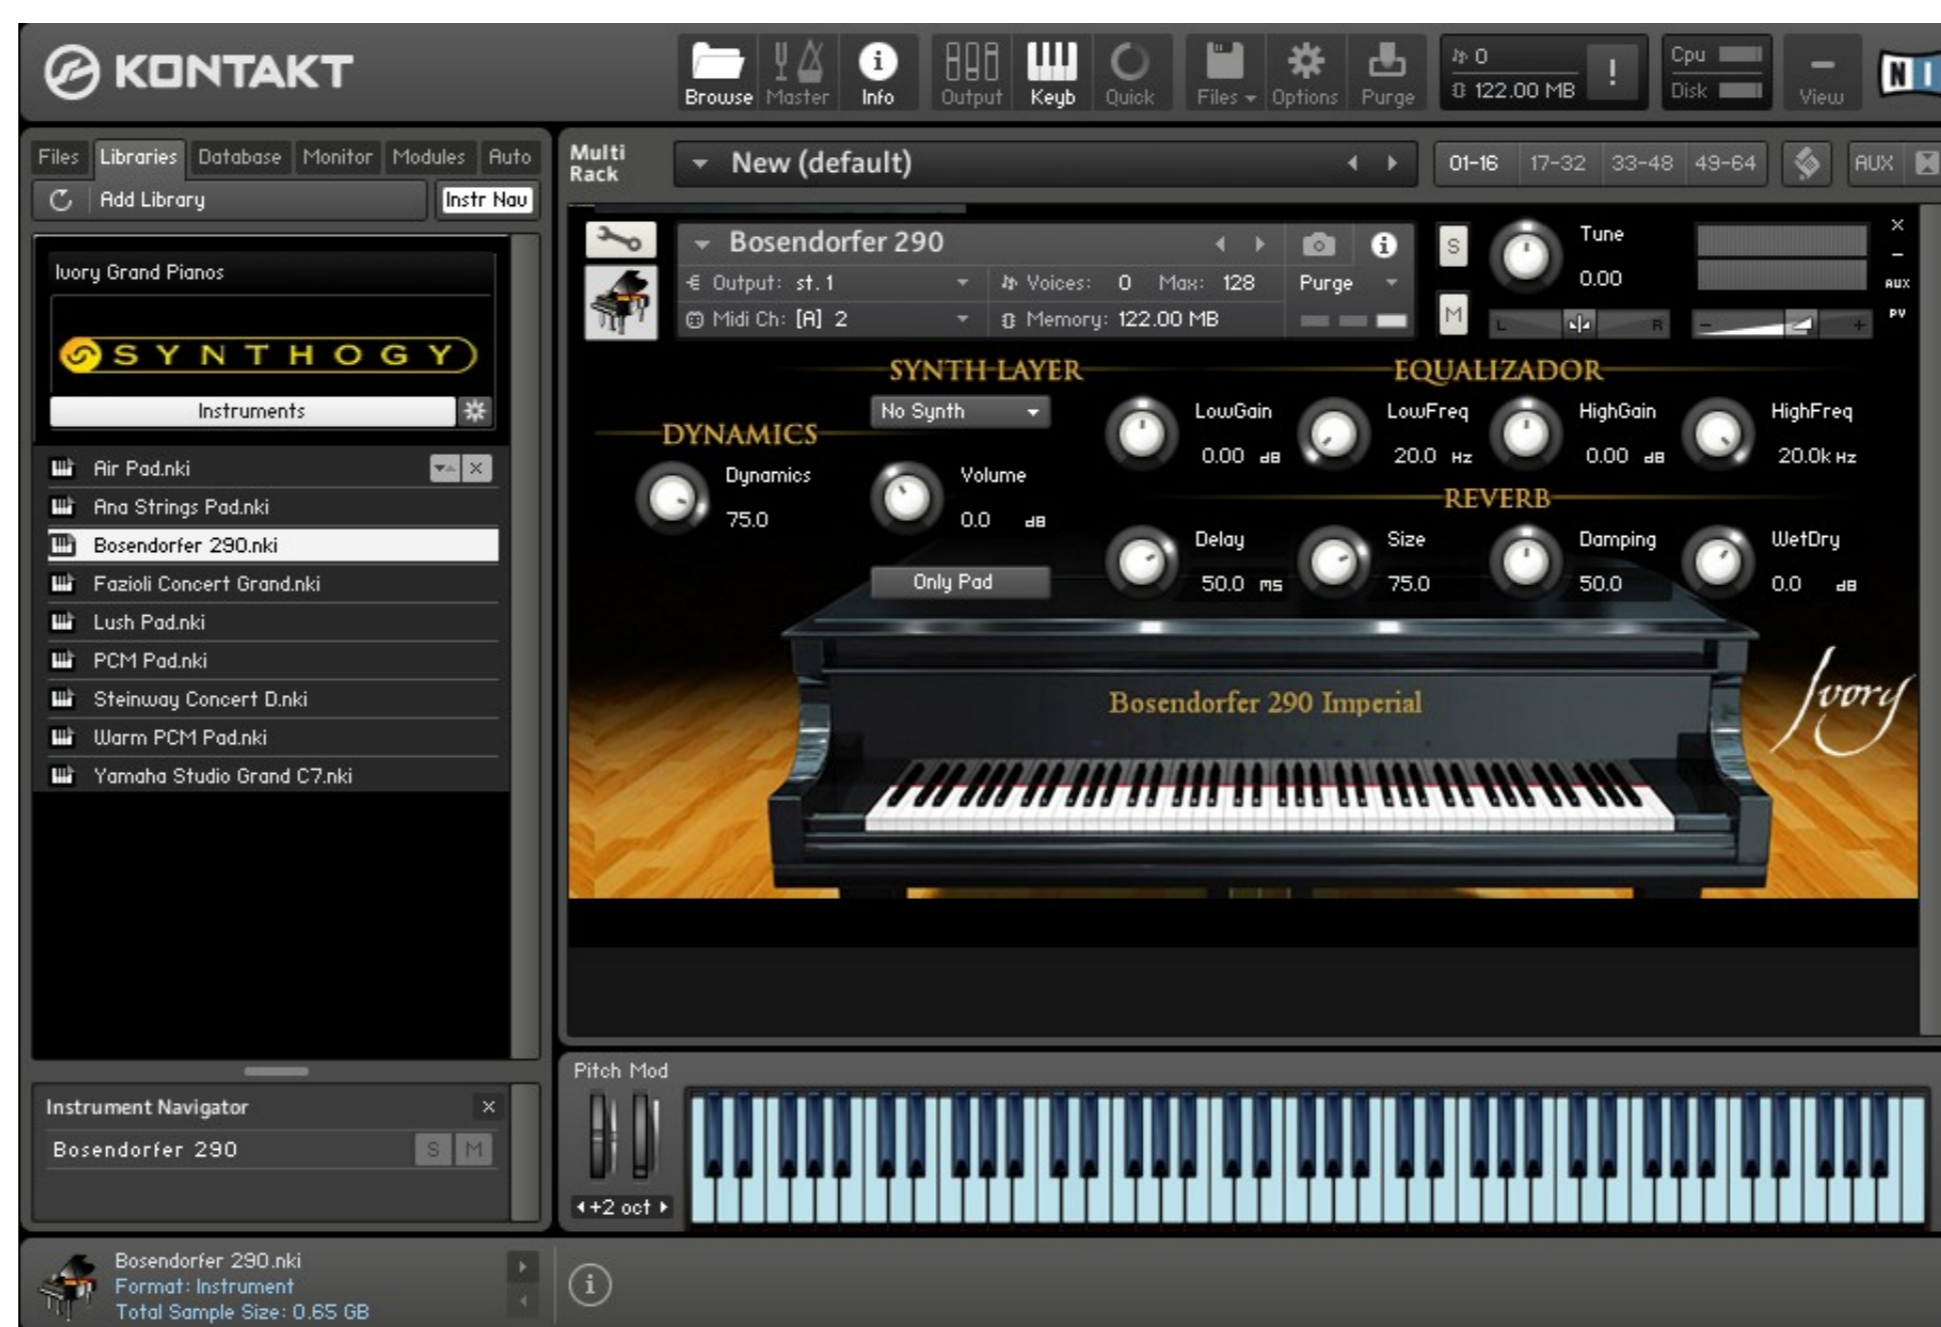 KONTAKT
Browse Master Info Output Keyb Quick Files Options Purge
0
122.00 MB
!
Cpu
Disk
View
NI
Files Libraries Database Monitor Modules Auto
Add Library
Instr Nav
Ivory Grand Pianos
SYNTHOGY
Instruments
Air Pad.nki
Ana Strings Pad.nki
Bosendorfer 290.nki
Fazioli Concert Grand.nki
Lush Pad.nki
PCM Pad.nki
Steinway Concert D.nki
Warm PCM Pad.nki
Yamaha Studio Grand C7.nki
Instrument Navigator
Bosendorfer 290 S M
Bosendorfer 290.nki
Format: Instrument
Total Sample Size: 0.65 GB
Multi
Rack
New (default)
01-16 17-32 33-48 49-64
AUX
Bosendorfer 290
Output: st.1 Voices: 0 Max: 128 Purge
Midi Ch: [A] 2 Memory: 122.00 MB
S
M
Tune
0.00
L R
- +
AUX
PV
SYNTH LAYER
No Synth
DYNAMICS
Dynamics
75.0
Volume
0.0 dB
Only Pad
EQUALIZADOR
LowGain LowFreq HighGain HighFreq
0.00 dB 20.0 Hz 0.00 dB 20.0k Hz
REVERB
Delay Size Damping WetDry
50.0 ms 75.0 50.0 0.0 dB
Bosendorfer 290 Imperial
Ivory
Pitch Mod
+2 oct